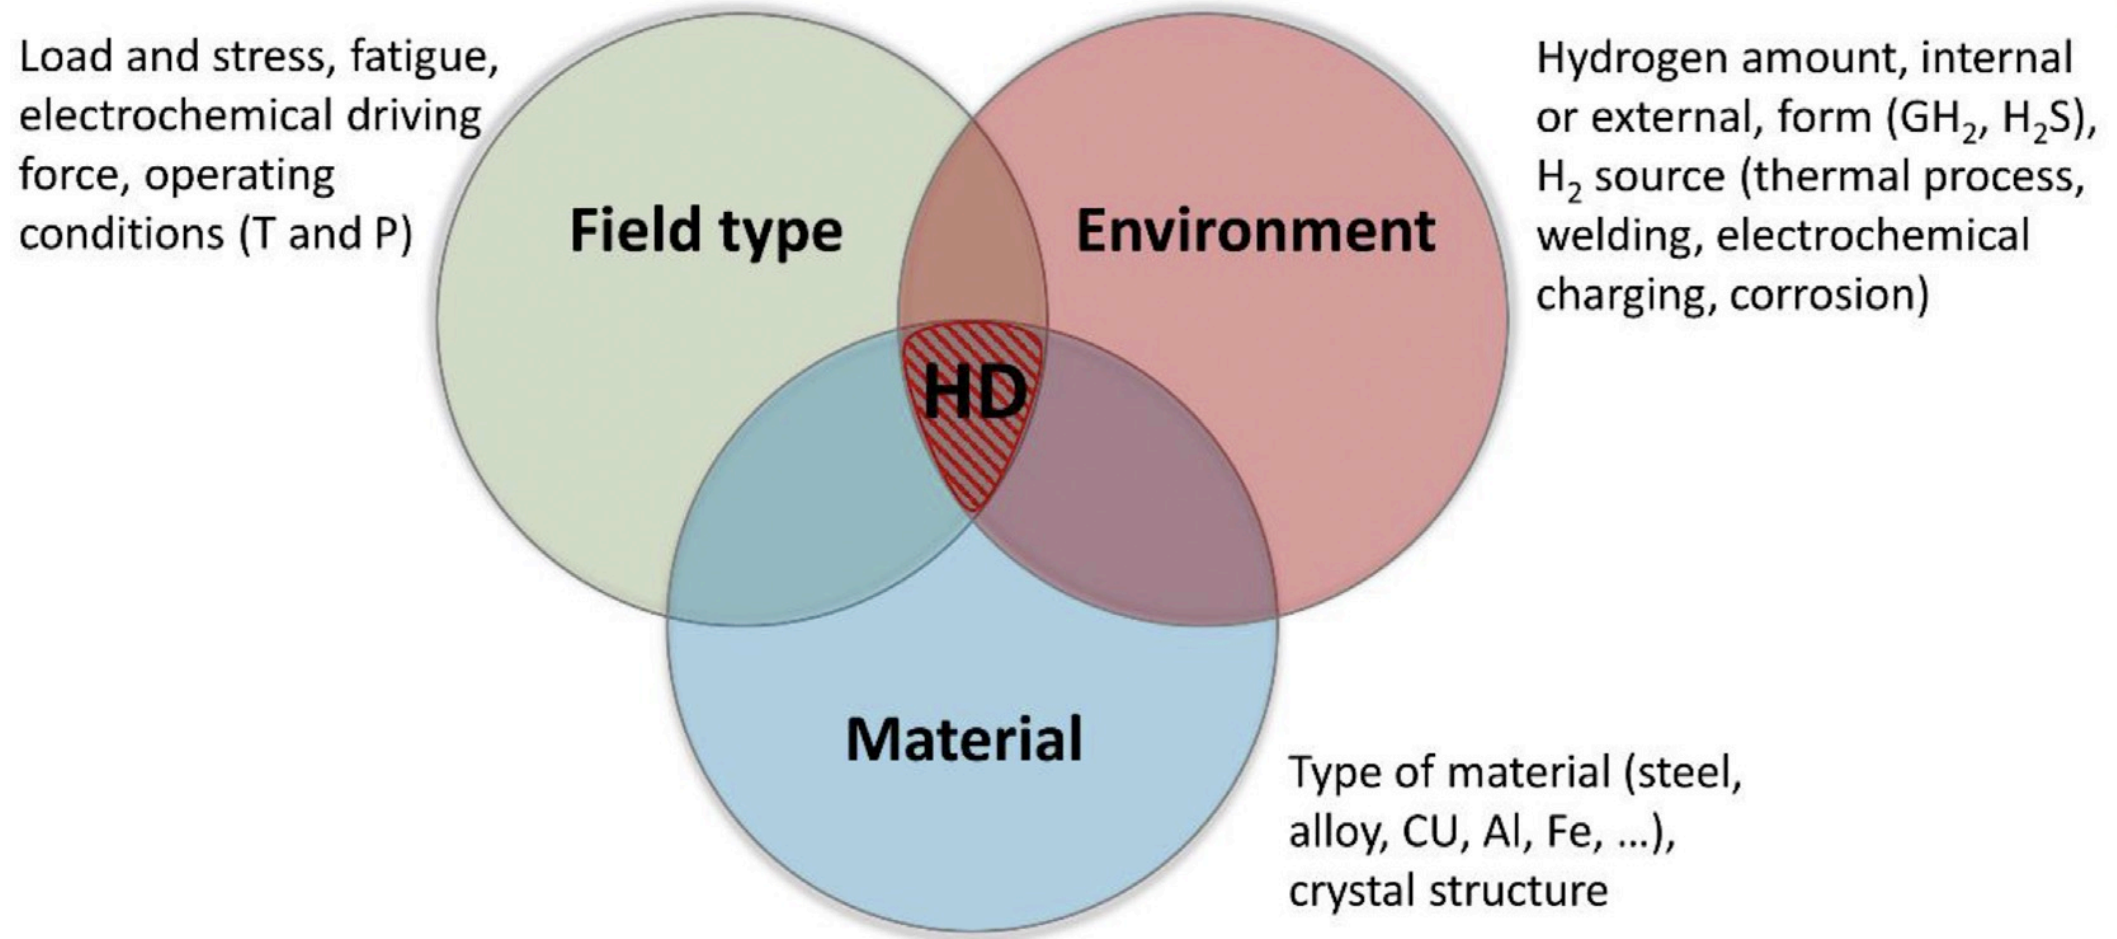 Load and stress, fatigue,
electrochemical driving
force, operating
conditions (T and P)
Field type
Environment
Hydrogen amount, internal
or external, form (GH₂, H₂S),
H₂ source (thermal process,
welding, electrochemical
charging, corrosion)
HD
Material
Type of material (steel,
alloy, CU, Al, Fe, ...),
crystal structure